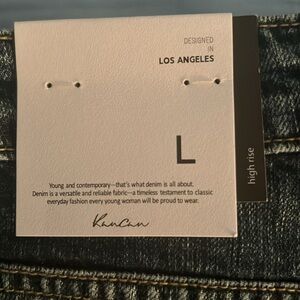 DESIGNED
IN
LOS ANGELES
L
high rise
Young and contemporary—that's what denim is all about.
Denim is a versatile and reliable fabric—a timeless testament to classic
everyday fashion every young woman will be proud to wear.
Kancan